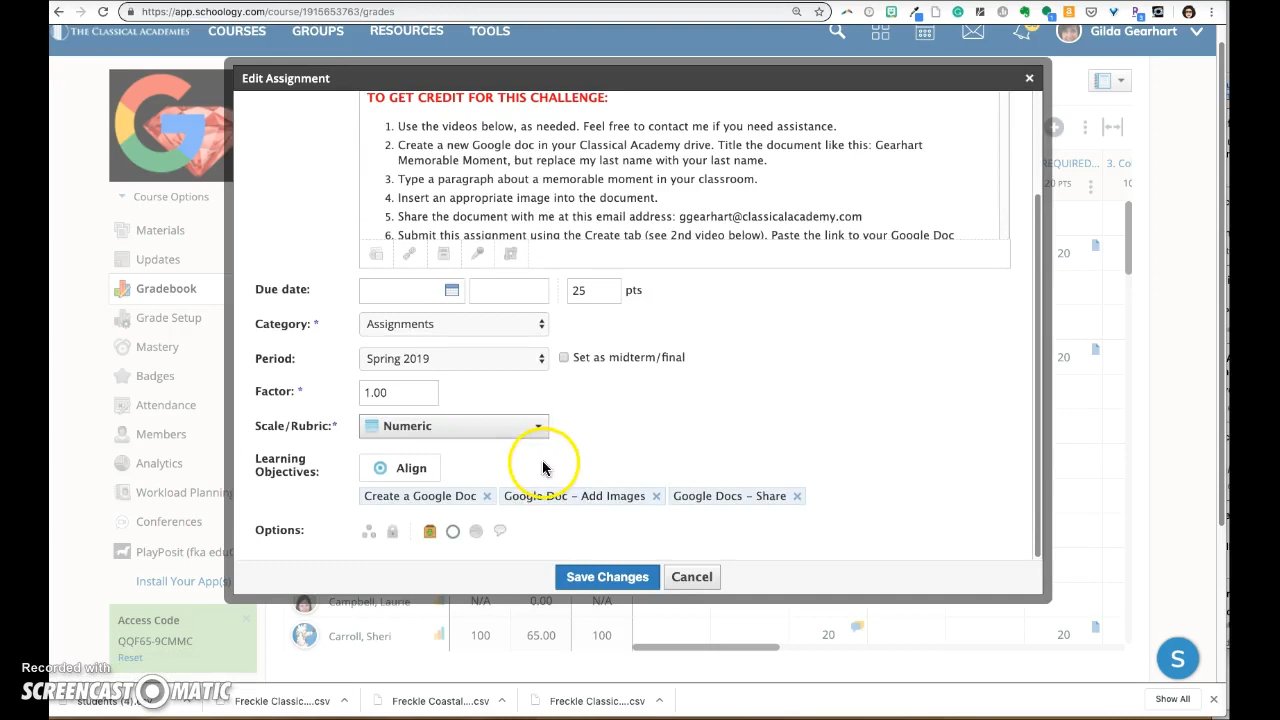 https://app.schoology.com/course/1915653763/grades
THE CLASSICAL ACADEMIES
COURSES
GROUPS
RESOURCES
TOOLS
Gilda Gearhart
Edit Assignment
TO GET CREDIT FOR THIS CHALLENGE:
1. Use the videos below, as needed. Feel free to contact me if you need assistance.
2. Create a new Google doc in your Classical Academy drive. Title the document like this: Gearhart
Memorable Moment, but replace my last name with your last name.
3. Type a paragraph about a memorable moment in your classroom.
4. Insert an appropriate image into the document.
5. Share the document with me at this email address: ggearhart@classicalacademy.com
6. Submit this assignment using the Create tab (see 2nd video below). Paste the link to your Google Doc
Due date:
25 pts
Category: *
Assignments
Period:
Spring 2019
Set as midterm/final
Factor: *
1.00
Scale/Rubric:*
Numeric
Learning
Objectives:
Align
Create a Google Doc
Google Doc - Add Images
Google Docs - Share
Options:
Save Changes
Cancel
Course Options
Materials
Updates
Gradebook
Grade Setup
Mastery
Badges
Attendance
Members
Analytics
Workload Planning
Conferences
PlayPosit (fka edu
Install Your App(s)
Access Code
QQF65-9CMMC
Reset
EQUIRED...
3. Co
20 PTS
10
20
20
Campbell, Laurie
N/A
0.00
N/A
Carroll, Sheri
100
65.00
100
20
20
S
Recorded with
SCREENCAST-O-MATIC
students (4).csv
Freckle Classic....csv
Freckle Coastal....csv
Freckle Classic....csv
Show All